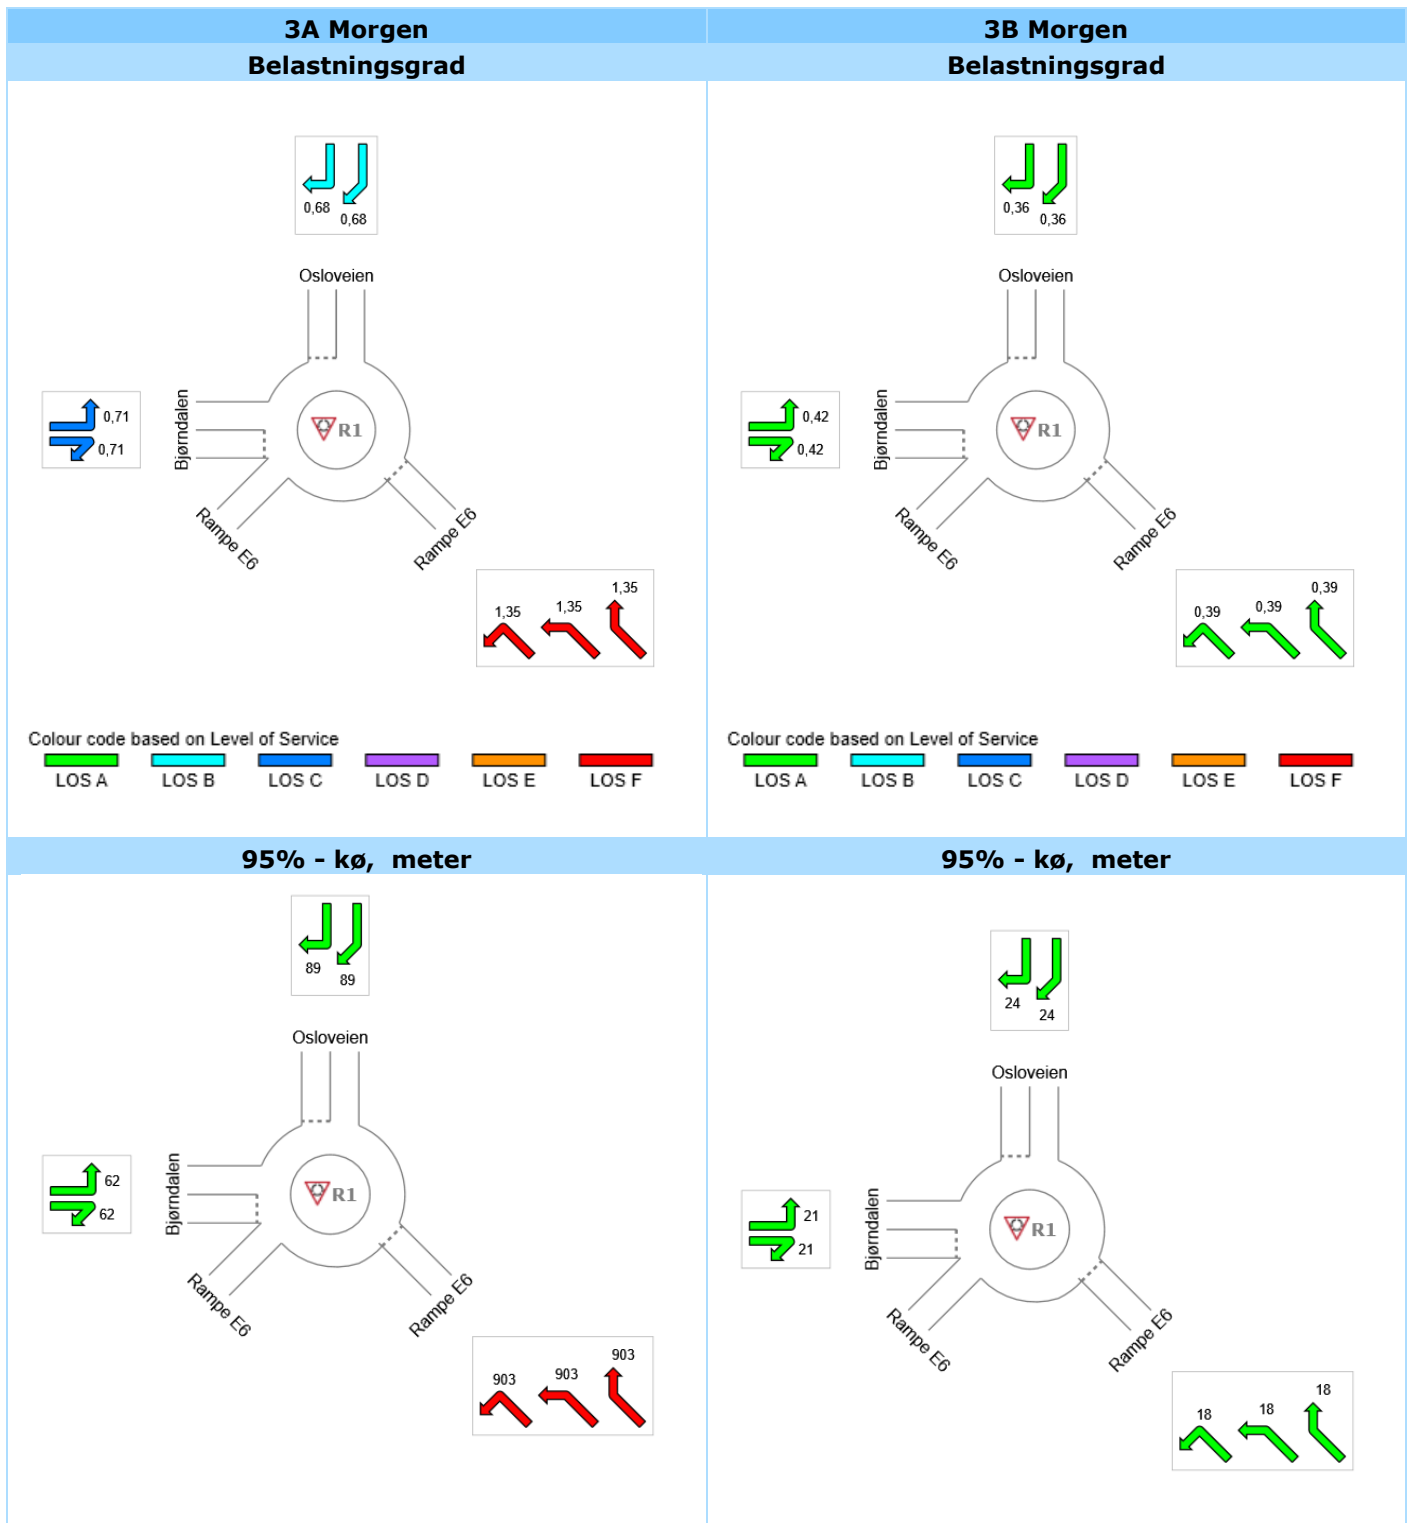 3A Morgen
3B Morgen
Belastningsgrad
Belastningsgrad
0,68
0,68
Osloveien
Bjørndalen
0,71
0,71
R1
Rampe E6
Rampe E6
1,35
1,35
1,35
Colour code based on Level of Service
LOS A LOS B LOS C LOS D LOS E LOS F
0,36
0,36
Osloveien
Bjørndalen
0,42
0,42
R1
Rampe E6
Rampe E6
0,39
0,39
0,39
Colour code based on Level of Service
LOS A LOS B LOS C LOS D LOS E LOS F
95% - kø, meter
95% - kø, meter
89
89
Osloveien
Bjørndalen
62
62
R1
Rampe E6
Rampe E6
903
903
903
24
24
Osloveien
Bjørndalen
21
21
R1
Rampe E6
Rampe E6
18
18
18